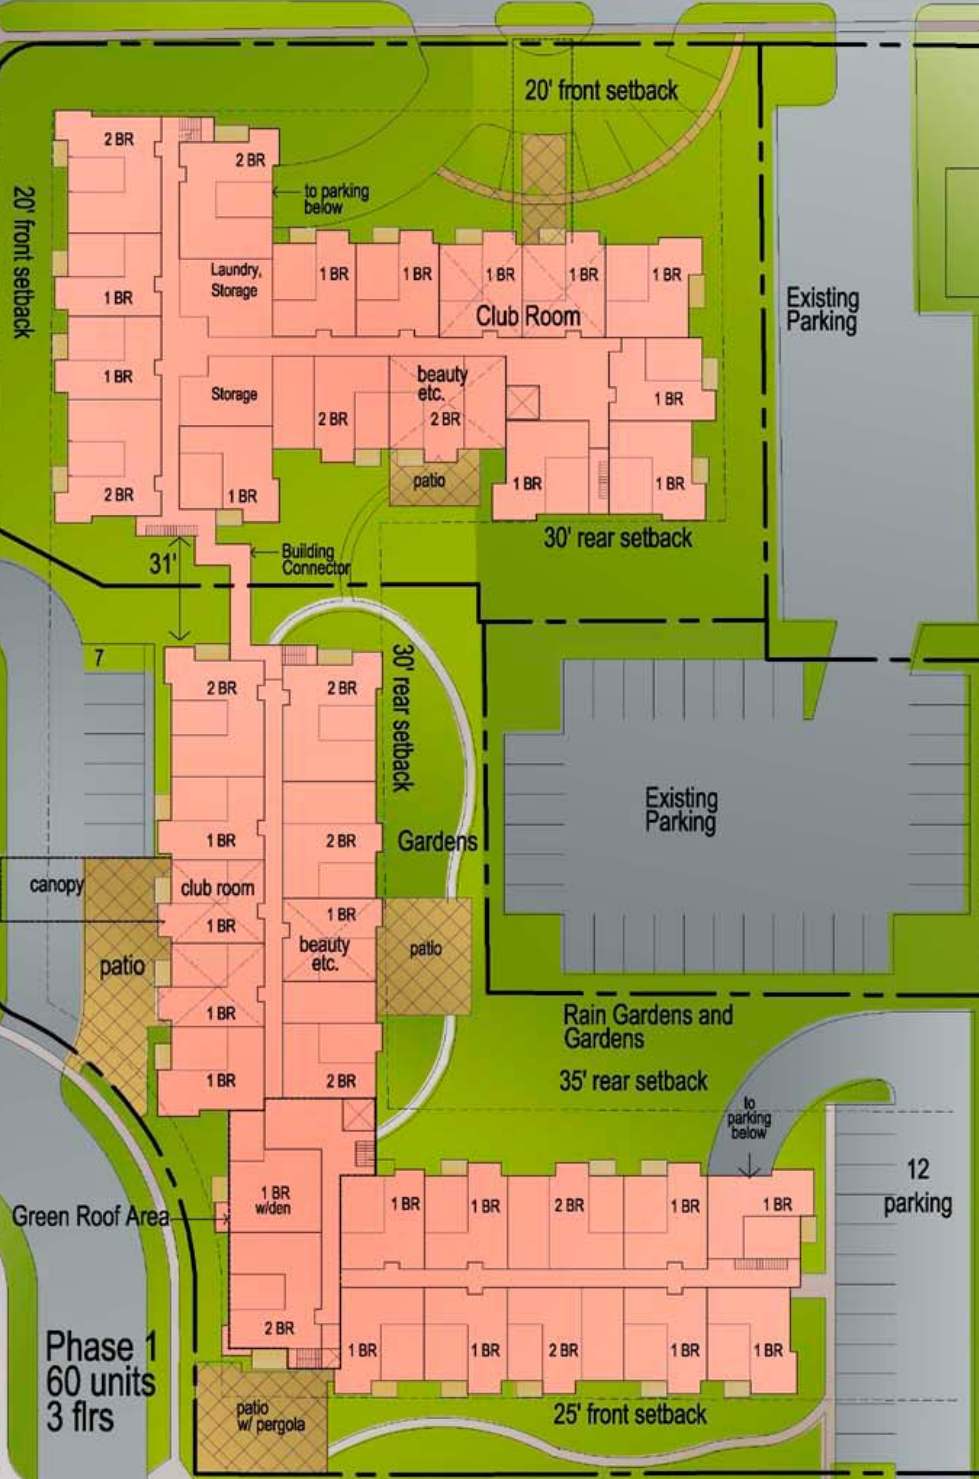 20' front setback
2 BR
2 BR
to parking
below
20' front setback
Laundry,
Storage
1 BR
1 BR
1 BR
1 BR
1 BR
1 BR
Club Room
Existing
Parking
1 BR
Storage
beauty
etc.
2 BR
2 BR
1 BR
2 BR
1 BR
patio
1 BR
1 BR
30' rear setback
31'
Building
Connector
7
2 BR
2 BR
30' rear setback
1 BR
2 BR
Gardens
Existing
Parking
canopy
club room
1 BR
1 BR
beauty
etc.
patio
patio
1 BR
Rain Gardens and
Gardens
1 BR
2 BR
35' rear setback
to
parking
below
12
parking
1 BR
w/den
1 BR
1 BR
2 BR
1 BR
1 BR
Green Roof Area
2 BR
1 BR
1 BR
2 BR
1 BR
1 BR
Phase 1
60 units
3 flrs
patio
w/ pergola
25' front setback